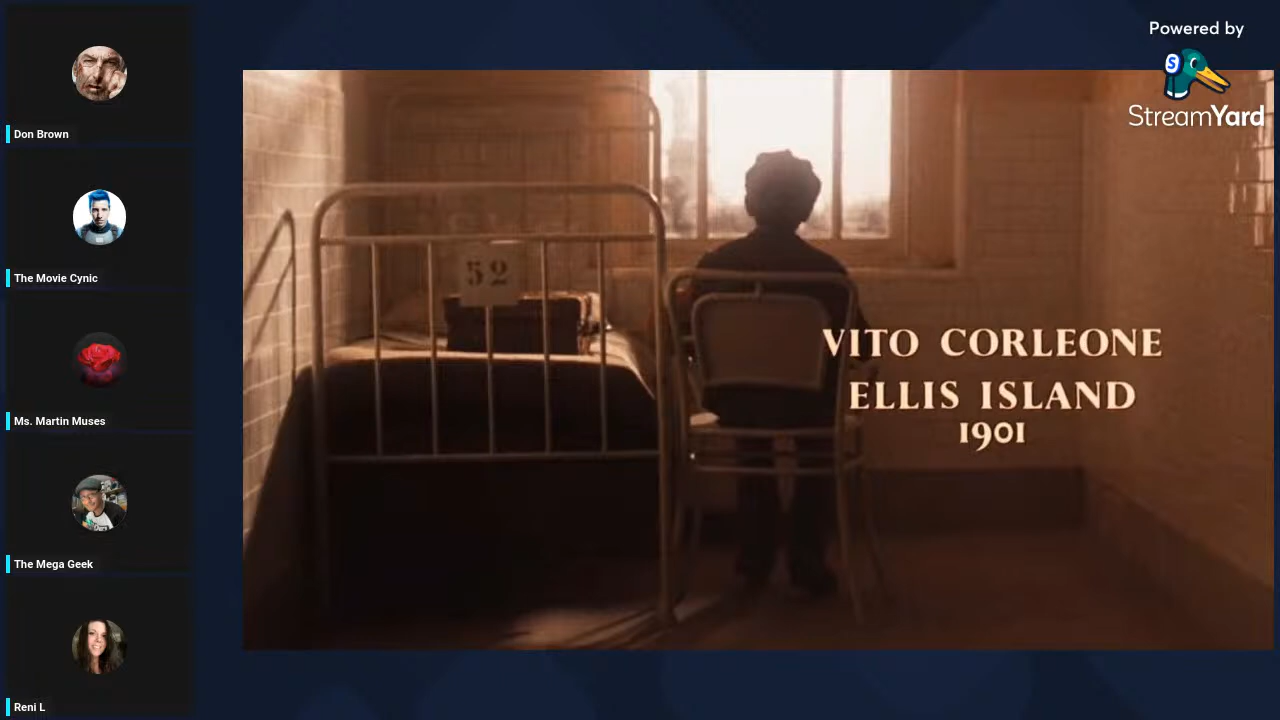 Powered by
S
StreamYard
Don Brown
The Movie Cynic
Ms. Martin Muses
The Mega Geek
Reni L
52
VITO CORLEONE
ELLIS ISLAND
1901